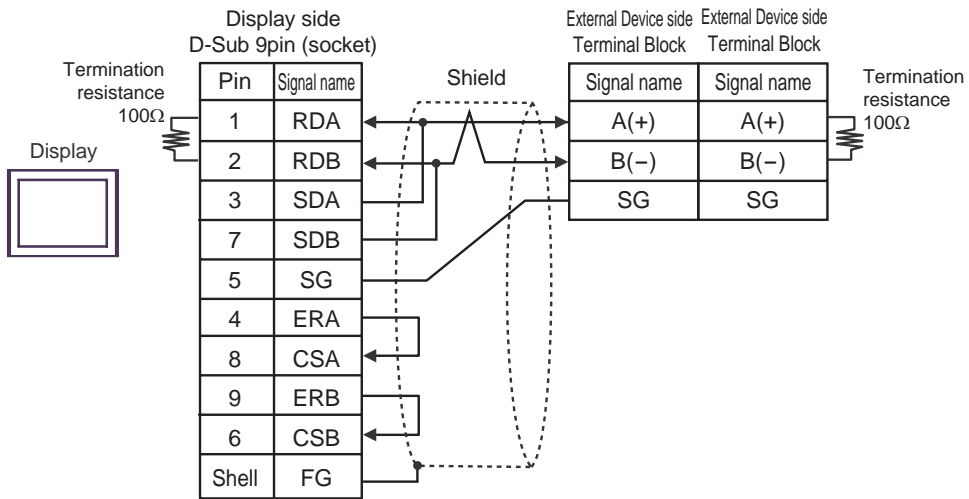 Display side
D-Sub 9pin (socket)
External Device side
Terminal Block
External Device side
Terminal Block
Termination
resistance
100Ω
Display
Pin Signal name
1 RDA
2 RDB
3 SDA
7 SDB
5 SG
4 ERA
8 CSA
9 ERB
6 CSB
Shell FG
Shield
Signal name Signal name
A(+) A(+)
B(−) B(−)
SG SG
Termination
resistance
100Ω